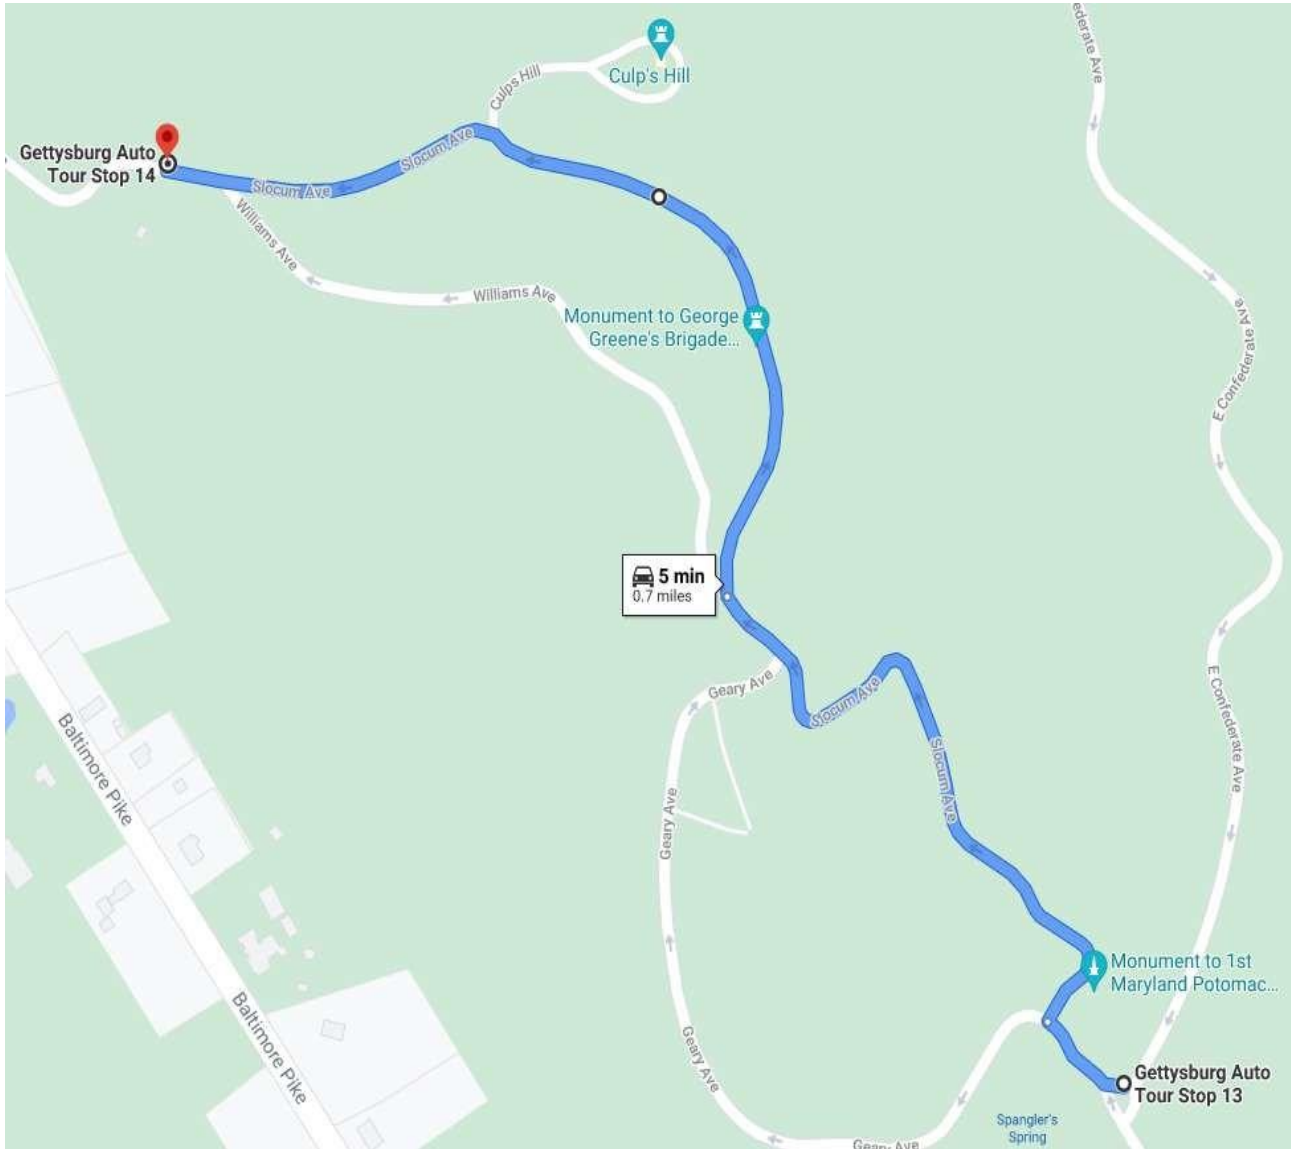 Culp's Hill
Culps Hill
ederate Ave
Gettysburg Auto
Tour Stop 14
Slocum Ave
Slocum Ave
Williams Ave
Williams Ave
Monument to George
Greene's Brigade...
E Confederate Ave
5 min
0.7 miles
Geary Ave
Slocum Ave
E Confederate Ave
Slocum Ave
Baltimore Pike
Geary Ave
Monument to 1st
Maryland Potomac...
Baltimore Pike
Geary Ave
Gettysburg Auto
Tour Stop 13
Spangler's
Spring
Geary Ave